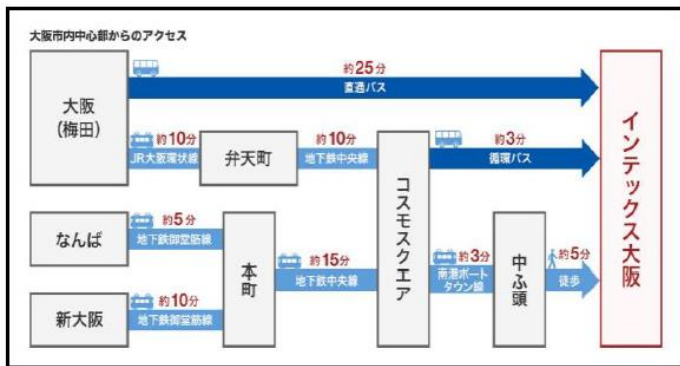 大阪市内中心部からのアクセス
大阪
(梅田)
約25分
直通バス
約10分
JR大阪環状線
弁天町
約10分
地下鉄中央線
コスモスクエア
約3分
循環バス
インテックス大阪
なんば
約5分
地下鉄御堂筋線
新大阪
約10分
地下鉄御堂筋線
本町
約15分
地下鉄中央線
約3分
南港ポート
タウン線
中ふ頭
約5分
徒歩